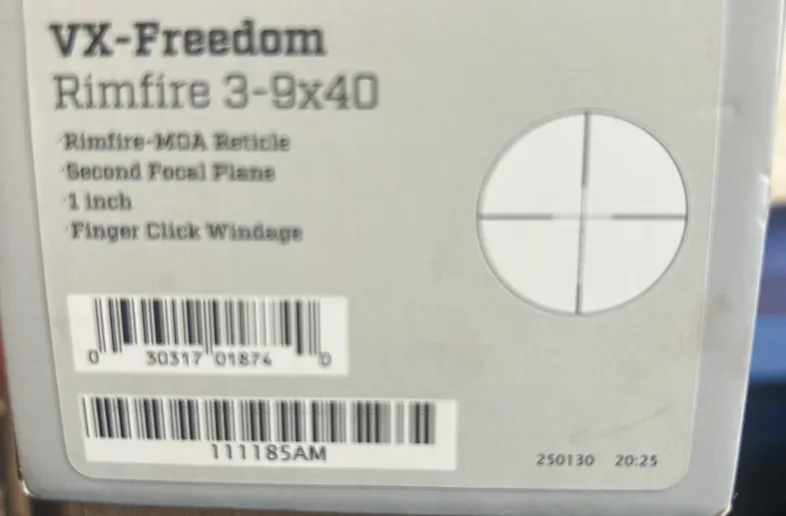 VX-Freedom
Rimfire 3-9x40
·Rimfire-MOA Reticle
·Second Focal Plane
·1 inch
·Finger Click Windage
0 30317 01874 0
111185AM
250130 20:25